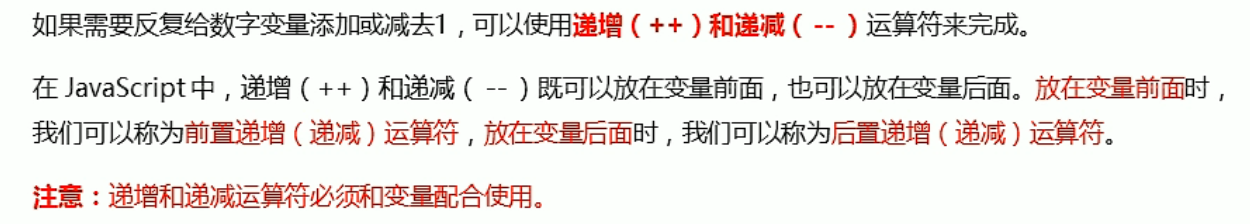 如果需要反复给数字变量添加或减去1，可以使用递增（++）和递减（ -- ）运算符来完成。
在 JavaScript 中，递增（++）和递减（ -- ）既可以放在变量前面，也可以放在变量后面。放在变量前面时，
我们可以称为前置递增（递减）运算符，放在变量后面时，我们可以称为后置递增（递减）运算符。
注意：递增和递减运算符必须和变量配合使用。